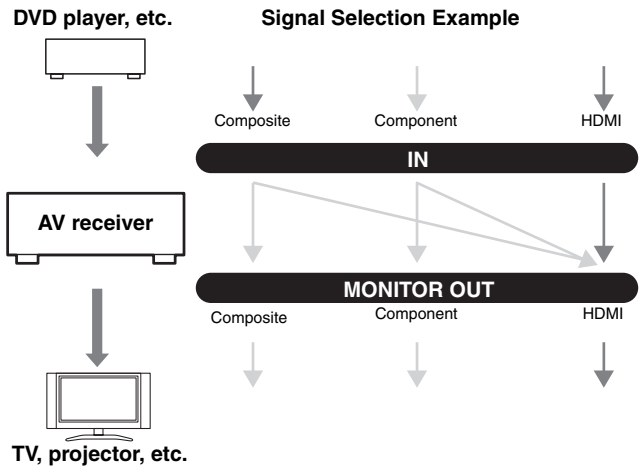 DVD player, etc.
Signal Selection Example
Composite
Component
HDMI
IN
AV receiver
MONITOR OUT
Composite
Component
HDMI
TV, projector, etc.